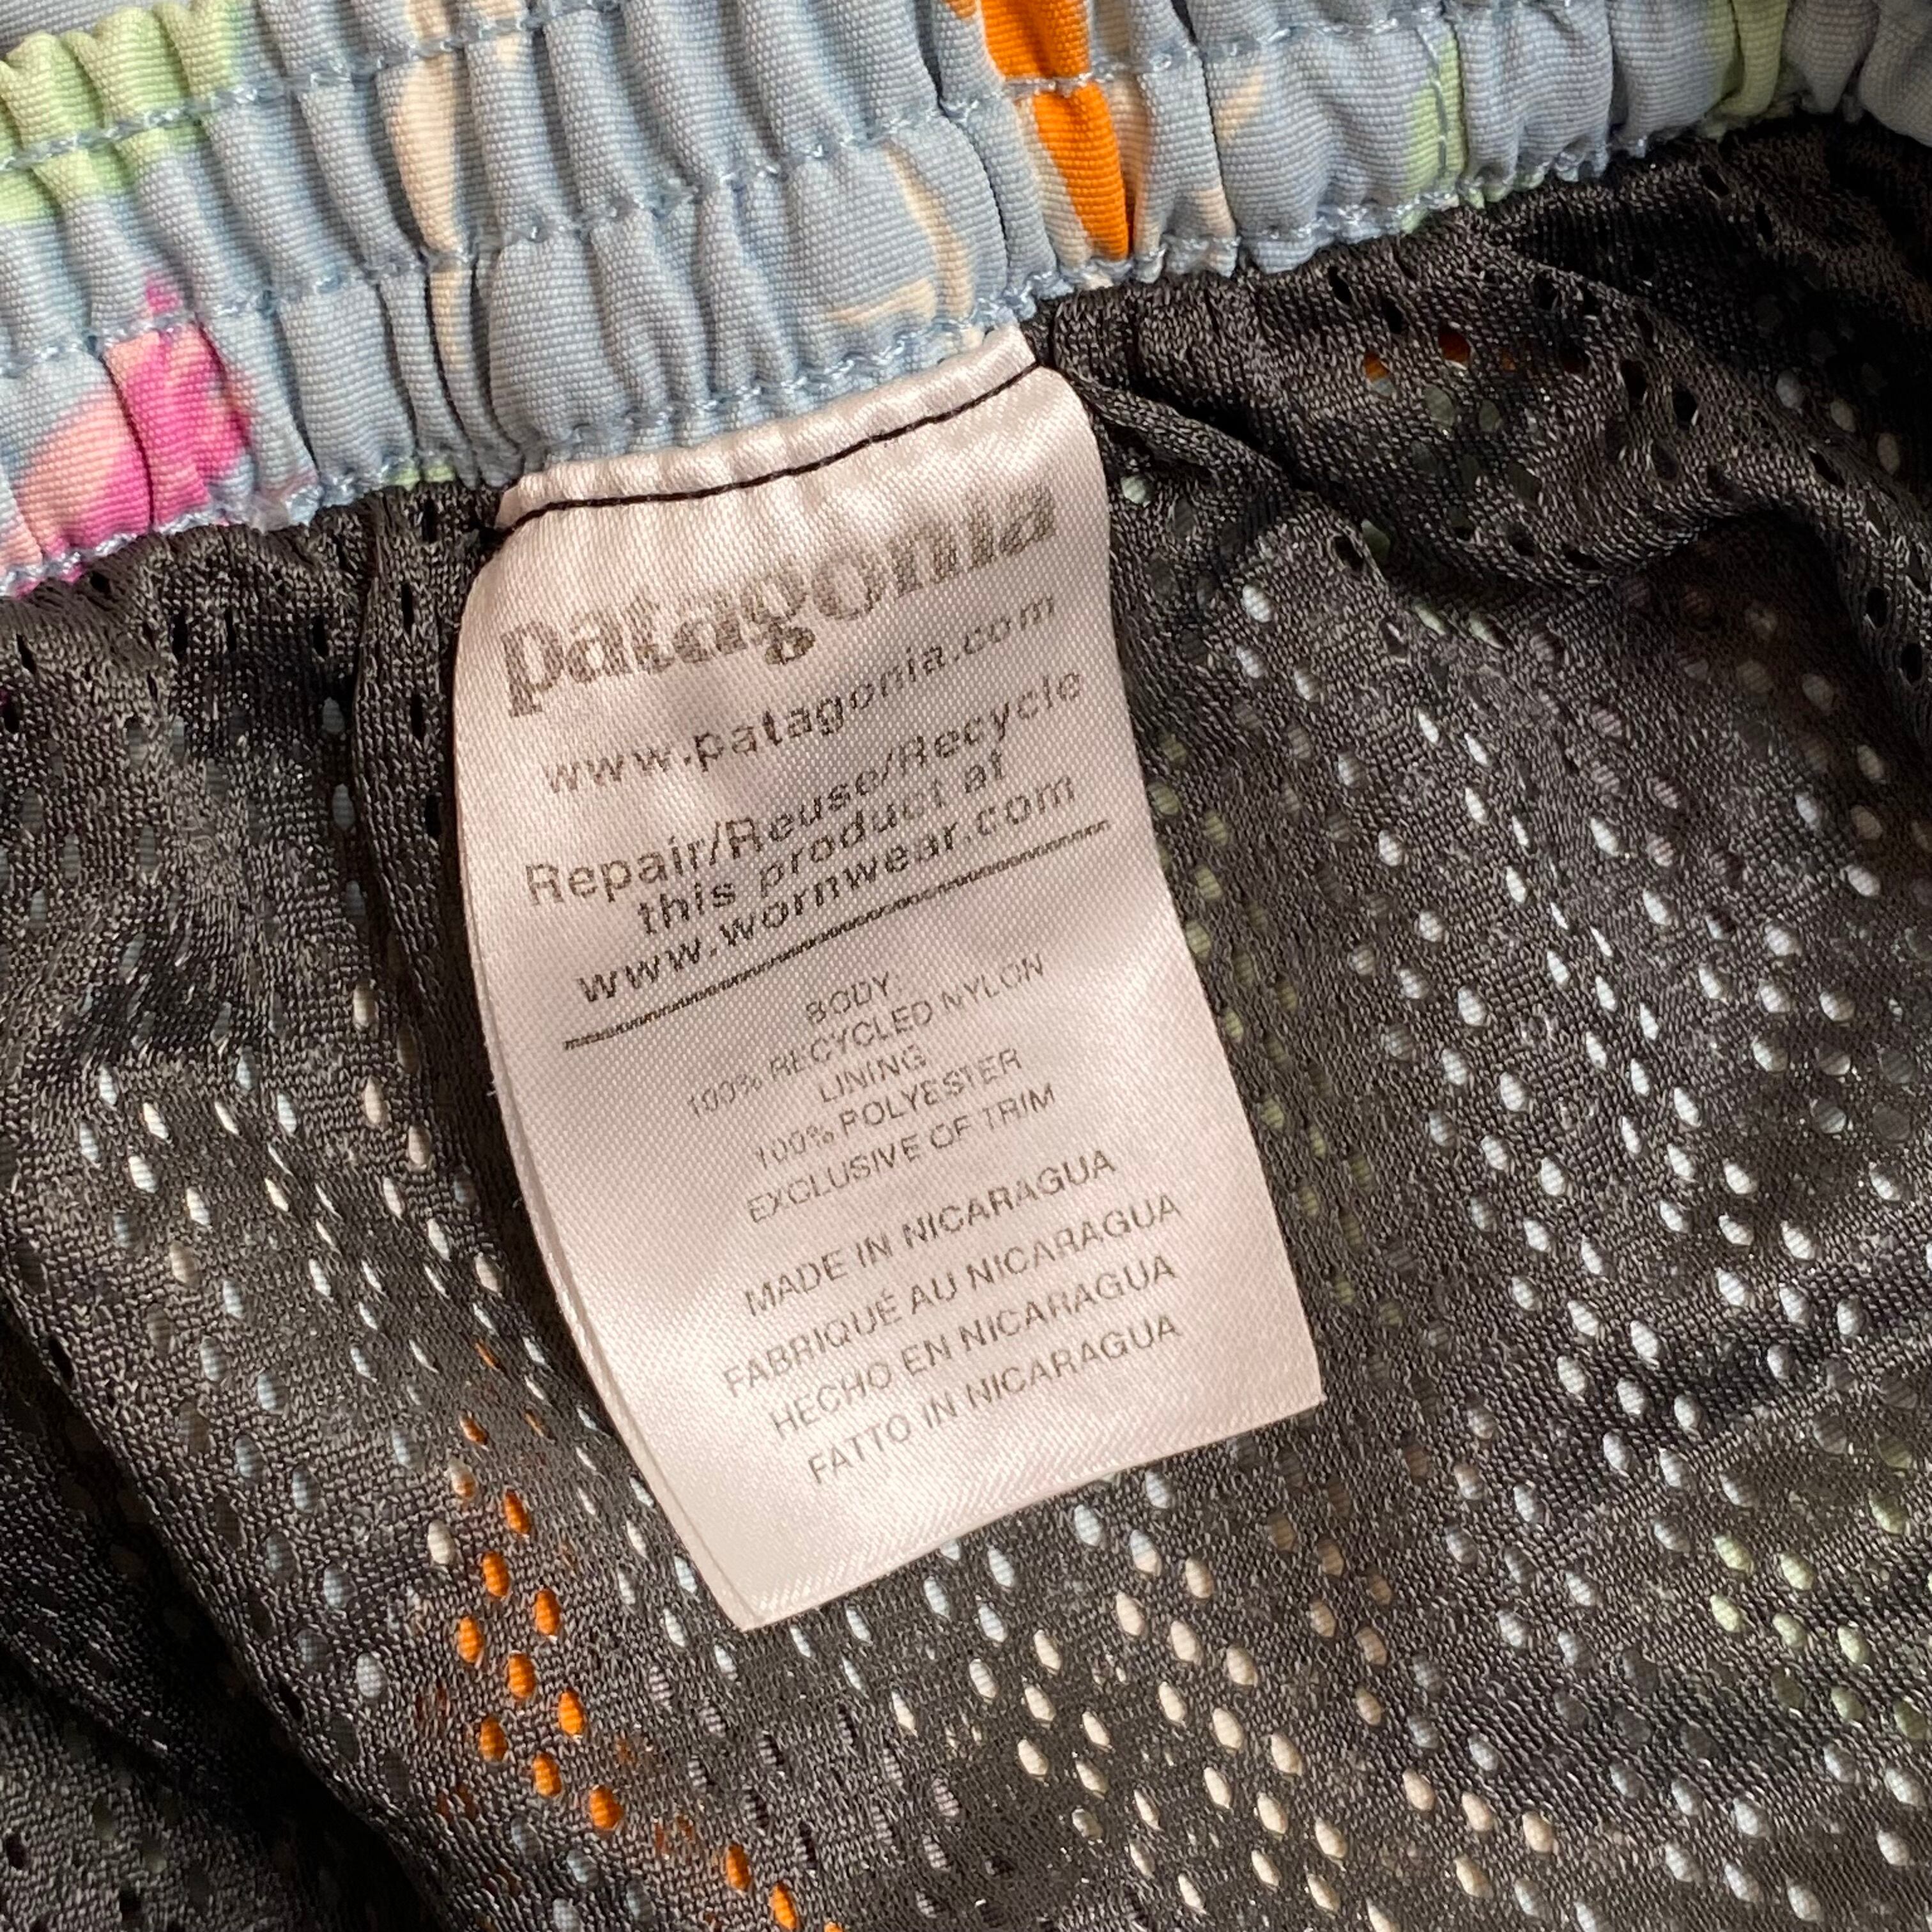 patagonia
www.patagonia.com
Repair/Reuse/Recycle
this product at
www.wornwear.com
BODY:
100% RECYCLED NYLON
LINING
100% POLYESTER
EXCLUSIVE OF TRIM
MADE IN NICARAGUA
FABRIQUÉ AU NICARAGUA
HECHO EN NICARAGUA
FATTO IN NICARAGUA